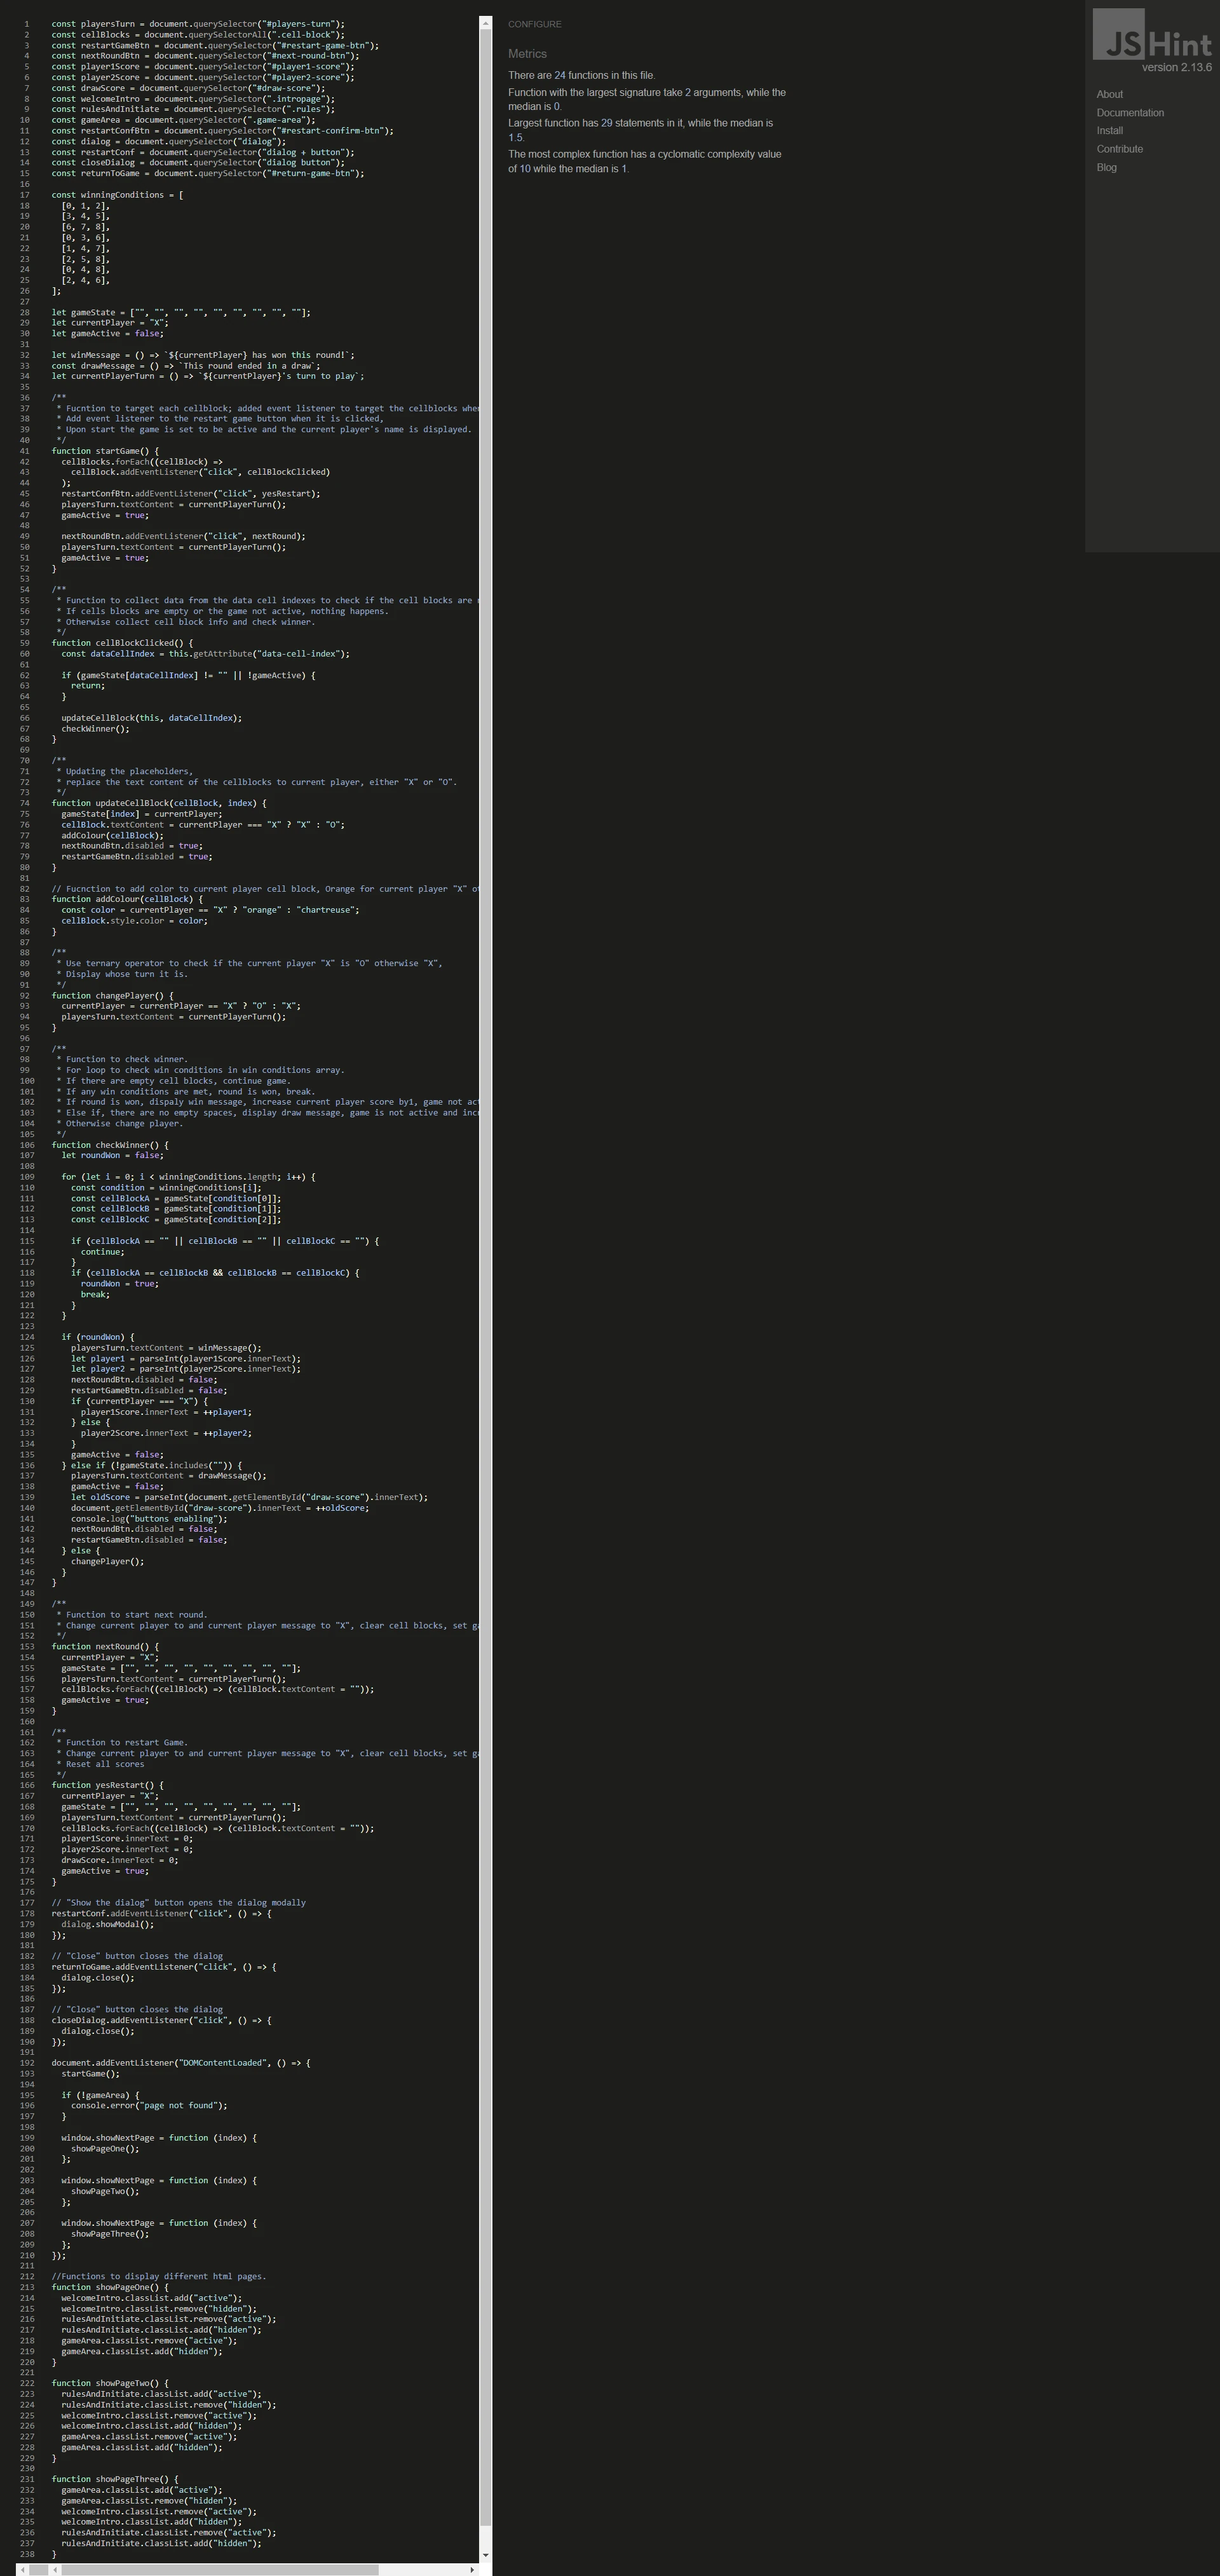 1 const playersTurn = document.querySelector("#players-turn");
2 const cellBlocks = document.querySelectorAll(".cell-block");
3 const restartGameBtn = document.querySelector("#restart-game-btn");
4 const nextRoundBtn = document.querySelector("#next-round-btn");
5 const player1Score = document.querySelector("#player1-score");
6 const player2Score = document.querySelector("#player2-score");
7 const drawScore = document.querySelector("#draw-score");
8 const welcomeIntro = document.querySelector(".intropage");
9 const rulesAndInitiate = document.querySelector(".rules");
10 const gameArea = document.querySelector(".game-area");
11 const restartConfBtn = document.querySelector("#restart-confirm-btn");
12 const dialog = document.querySelector("dialog");
13 const restartConf = document.querySelector("dialog + button");
14 const closeDialog = document.querySelector("dialog button");
15 const returnToGame = document.querySelector("#return-game-btn");
16
17 const winningConditions = [
18 [0, 1, 2],
19 [3, 4, 5],
20 [6, 7, 8],
21 [0, 3, 6],
22 [1, 4, 7],
23 [2, 5, 8],
24 [0, 4, 8],
25 [2, 4, 6],
26 ];
27
28 let gameState = ["", "", "", "", "", "", "", "", ""];
29 let currentPlayer = "X";
30 let gameActive = false;
31
32 let winMessage = () => `${currentPlayer} has won this round!`;
33 const drawMessage = () => `This round ended in a draw`;
34 let currentPlayerTurn = () => `${currentPlayer}'s turn to play`;
35
36 /**
37 * Fucntion to target each cellblock; added event listener to target the cellblocks whe
38 * Add event listener to the restart game button when it is clicked,
39 * Upon start the game is set to be active and the current player's name is displayed.
40 */
41 function startGame() {
42 cellBlocks.forEach((cellBlock) =>
43 cellBlock.addEventListener("click", cellBlockClicked)
44 );
45 restartConfBtn.addEventListener("click", yesRestart);
46 playersTurn.textContent = currentPlayerTurn();
47 gameActive = true;
48
49 nextRoundBtn.addEventListener("click", nextRound);
50 playersTurn.textContent = currentPlayerTurn();
51 gameActive = true;
52 }
53
54 /**
55 * Function to collect data from the data cell indexes to check if the cell blocks are
56 * If cells blocks are empty or the game not active, nothing happens.
57 * Otherwise collect cell block info and check winner.
58 */
59 function cellBlockClicked() {
60 const dataCellIndex = this.getAttribute("data-cell-index");
61
62 if (gameState[dataCellIndex] != "" || !gameActive) {
63 return;
64 }
65
66 updateCellBlock(this, dataCellIndex);
67 checkWinner();
68 }
69
70 /**
71 * Updating the placeholders,
72 * replace the text content of the cellblocks to current player, either "X" or "O".
73 */
74 function updateCellBlock(cellBlock, index) {
75 gameState[index] = currentPlayer;
76 cellBlock.textContent = currentPlayer === "X" ? "X" : "O";
77 addColour(cellBlock);
78 nextRoundBtn.disabled = true;
79 restartGameBtn.disabled = true;
80 }
81
82 // Fucnction to add color to current player cell block, Orange for current player "X" o
83 function addColour(cellBlock) {
84 const color = currentPlayer == "X" ? "orange" : "chartreuse";
85 cellBlock.style.color = color;
86 }
87
88 /**
89 * Use ternary operator to check if the current player "X" is "O" otherwise "X",
90 * Display whose turn it is.
91 */
92 function changePlayer() {
93 currentPlayer = currentPlayer == "X" ? "O" : "X";
94 playersTurn.textContent = currentPlayerTurn();
95 }
96
97 /**
98 * Function to check winner.
99 * For loop to check win conditions in win conditions array.
100 * If there are empty cell blocks, continue game.
101 * If any win conditions are met, round is won, break.
102 * If round is won, dispaly win message, increase current player score by1, game not ac
103 * Else if, there are no empty spaces, display draw message, game is not active and inc
104 * Otherwise change player.
105 */
106 function checkWinner() {
107 let roundWon = false;
108
109 for (let i = 0; i < winningConditions.length; i++) {
110 const condition = winningConditions[i];
111 const cellBlockA = gameState[condition[0]];
112 const cellBlockB = gameState[condition[1]];
113 const cellBlockC = gameState[condition[2]];
114
115 if (cellBlockA == "" || cellBlockB == "" || cellBlockC == "") {
116 continue;
117 }
118 if (cellBlockA == cellBlockB && cellBlockB == cellBlockC) {
119 roundWon = true;
120 break;
121 }
122 }
123
124 if (roundWon) {
125 playersTurn.textContent = winMessage();
126 let player1 = parseInt(player1Score.innerText);
127 let player2 = parseInt(player2Score.innerText);
128 nextRoundBtn.disabled = false;
129 restartGameBtn.disabled = false;
130 if (currentPlayer === "X") {
131 player1Score.innerText = ++player1;
132 } else {
133 player2Score.innerText = ++player2;
134 }
135 gameActive = false;
136 } else if (!gameState.includes("")) {
137 playersTurn.textContent = drawMessage();
138 gameActive = false;
139 let oldScore = parseInt(document.getElementById("draw-score").innerText);
140 document.getElementById("draw-score").innerText = ++oldScore;
141 console.log("buttons enabling");
142 nextRoundBtn.disabled = false;
143 restartGameBtn.disabled = false;
144 } else {
145 changePlayer();
146 }
147 }
148
149 /**
150 * Function to start next round.
151 * Change current player to and current player message to "X", clear cell blocks, set g
152 */
153 function nextRound() {
154 currentPlayer = "X";
155 gameState = ["", "", "", "", "", "", "", "", ""];
156 playersTurn.textContent = currentPlayerTurn();
157 cellBlocks.forEach((cellBlock) => (cellBlock.textContent = ""));
158 gameActive = true;
159 }
160
161 /**
162 * Function to restart Game.
163 * Change current player to and current player message to "X", clear cell blocks, set g
164 * Reset all scores
165 */
166 function yesRestart() {
167 currentPlayer = "X";
168 gameState = ["", "", "", "", "", "", "", "", ""];
169 playersTurn.textContent = currentPlayerTurn();
170 cellBlocks.forEach((cellBlock) => (cellBlock.textContent = ""));
171 player1Score.innerText = 0;
172 player2Score.innerText = 0;
173 drawScore.innerText = 0;
174 gameActive = true;
175 }
176
177 // "Show the dialog" button opens the dialog modally
178 restartConf.addEventListener("click", () => {
179 dialog.showModal();
180 });
181
182 // "Close" button closes the dialog
183 returnToGame.addEventListener("click", () => {
184 dialog.close();
185 });
186
187 // "Close" button closes the dialog
188 closeDialog.addEventListener("click", () => {
189 dialog.close();
190 });
191
192 document.addEventListener("DOMContentLoaded", () => {
193 startGame();
194
195 if (!gameArea) {
196 console.error("page not found");
197 }
198
199 window.showNextPage = function (index) {
200 showPageOne();
201 };
202
203 window.showNextPage = function (index) {
204 showPageTwo();
205 };
206
207 window.showNextPage = function (index) {
208 showPageThree();
209 };
210 });
211
212 //Functions to display different html pages.
213 function showPageOne() {
214 welcomeIntro.classList.add("active");
215 welcomeIntro.classList.remove("hidden");
216 rulesAndInitiate.classList.remove("active");
217 rulesAndInitiate.classList.add("hidden");
218 gameArea.classList.remove("active");
219 gameArea.classList.add("hidden");
220 }
221
222 function showPageTwo() {
223 rulesAndInitiate.classList.add("active");
224 rulesAndInitiate.classList.remove("hidden");
225 welcomeIntro.classList.remove("active");
226 welcomeIntro.classList.add("hidden");
227 gameArea.classList.remove("active");
228 gameArea.classList.add("hidden");
229 }
230
231 function showPageThree() {
232 gameArea.classList.add("active");
233 gameArea.classList.remove("hidden");
234 welcomeIntro.classList.remove("active");
235 welcomeIntro.classList.add("hidden");
236 rulesAndInitiate.classList.remove("active");
237 rulesAndInitiate.classList.add("hidden");
238 }
CONFIGURE
Metrics
There are 24 functions in this file.
Function with the largest signature take 2 arguments, while the
median is 0.
Largest function has 29 statements in it, while the median is
1.5.
The most complex function has a cyclomatic complexity value
of 10 while the median is 1.
JSHint
version 2.13.6
About
Documentation
Install
Contribute
Blog